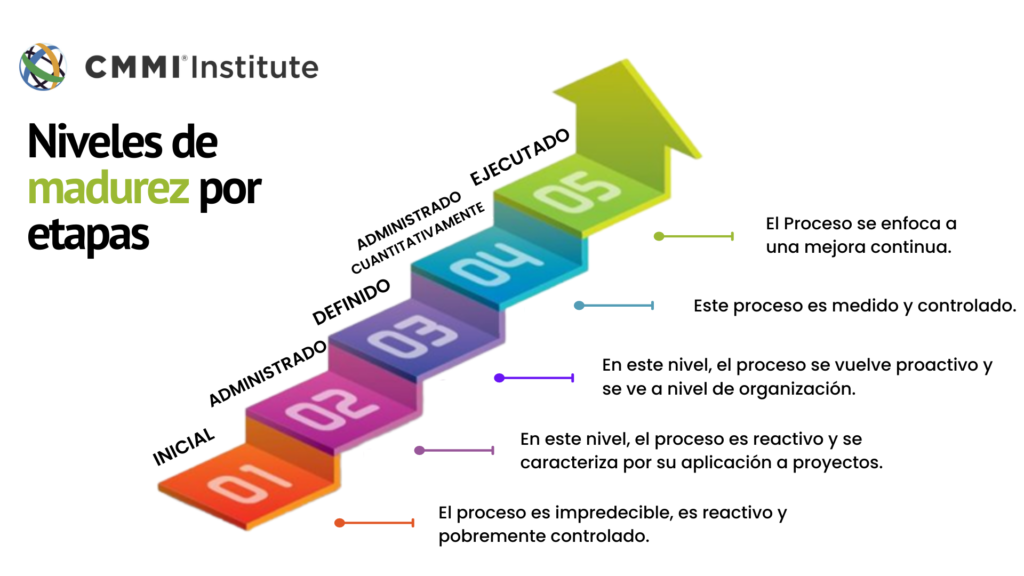 CMMI® Institute
Niveles de
madurez por
etapas
EJECUTADO
05
El Proceso se enfoca a
una mejora continua.
ADMINISTRADO
CUANTITATIVAMENTE
04
Este proceso es medido y controlado.
DEFINIDO
03
En este nivel, el proceso se vuelve proactivo y
se ve a nivel de organización.
ADMINISTRADO
02
En este nivel, el proceso es reactivo y se
caracteriza por su aplicación a proyectos.
INICIAL
01
El proceso es impredecible, es reactivo y
pobremente controlado.